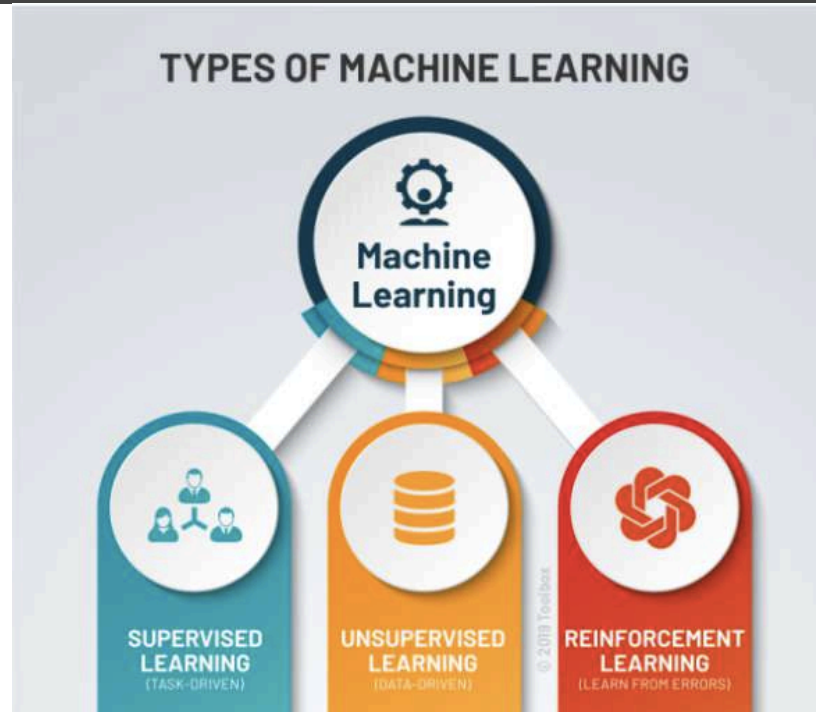 TYPES OF MACHINE LEARNING
Machine
Learning
SUPERVISED
LEARNING
(TASK-DRIVEN)
UNSUPERVISED
LEARNING
(DATA-DRIVEN)
© 2019 Toolbox
REINFORCEMENT
LEARNING
(LEARN FROM ERRORS)